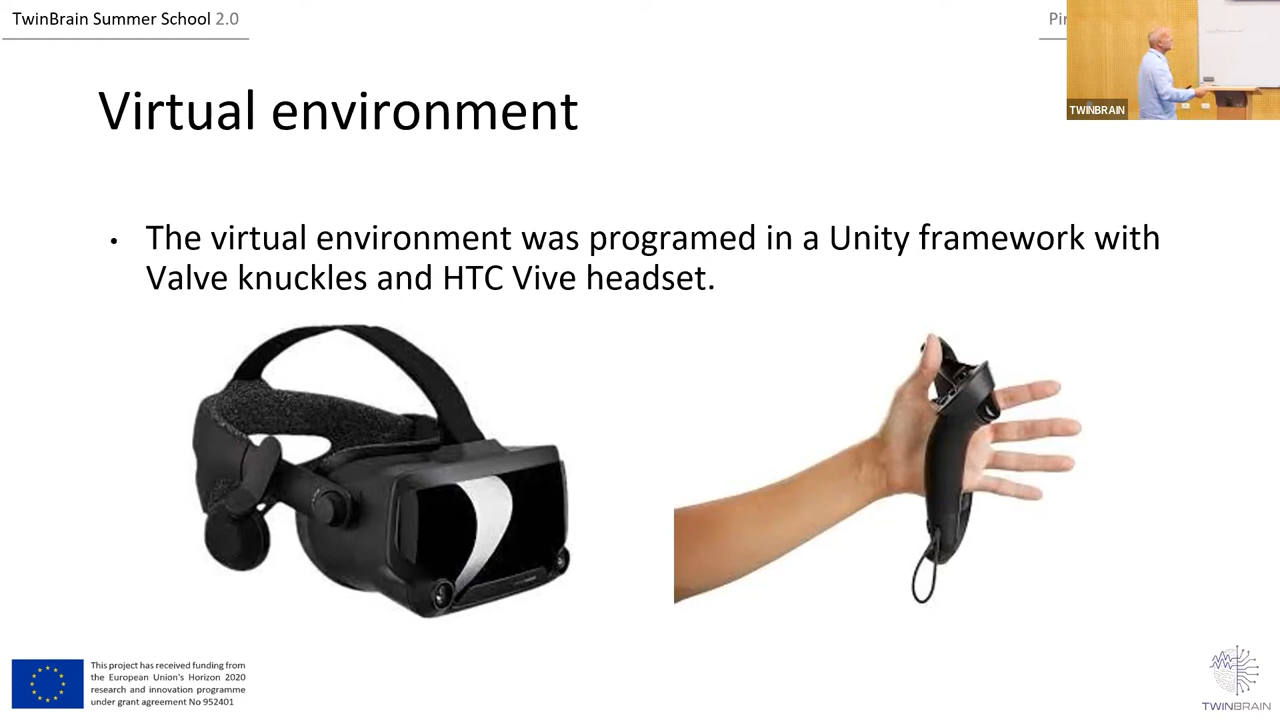 TwinBrain Summer School 2.0
TWINBRAIN
Virtual environment
• The virtual environment was programed in a Unity framework with
Valve knuckles and HTC Vive headset.
This project has received funding from
the European Union's Horizon 2020
research and innovation programme
under grant agreement No 952401
TWINBRAIN